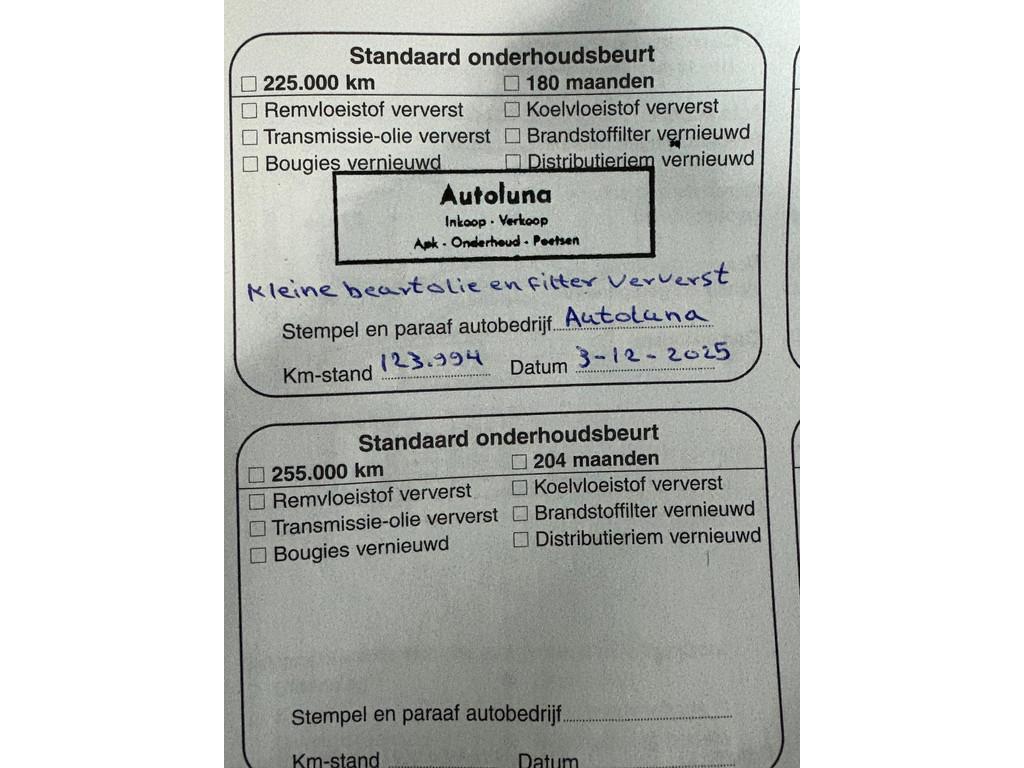 Standaard onderhoudsbeurt
☐ 225.000 km ☐ 180 maanden
☐ Remvloeistof ververst ☐ Koelvloeistof ververst
☐ Transmissie-olie ververst ☐ Brandstoffilter vernieuwd
☐ Bougies vernieuwd ☐ Distributieriem vernieuwd
Autoluna
Inkoop - Verkoop
Apk - Onderhoud - Poetsen
Kleine beurt olie en filter ververst
Stempel en paraaf autobedrijf Autoluna
Km-stand 123.994 Datum 3-12-2025
Standaard onderhoudsbeurt
☐ 255.000 km ☐ 204 maanden
☐ Remvloeistof ververst ☐ Koelvloeistof ververst
☐ Transmissie-olie ververst ☐ Brandstoffilter vernieuwd
☐ Bougies vernieuwd ☐ Distributieriem vernieuwd
Stempel en paraaf autobedrijf
Km-stand Datum